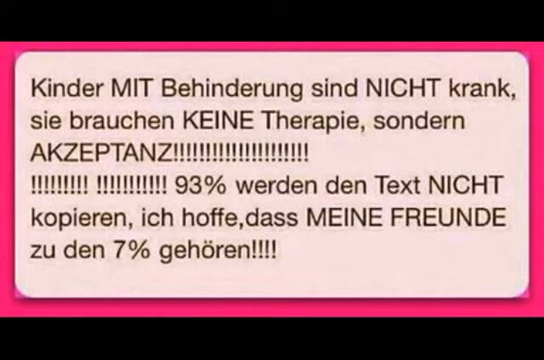 Kinder MIT Behinderung sind NICHT krank,
sie brauchen KEINE Therapie, sondern
AKZEPTANZ!!!!!!!!!!!!!!!!!!!!!!
!!!!!!!!! !!!!!!!!!!! 93% werden den Text NICHT
kopieren, ich hoffe,dass MEINE FREUNDE
zu den 7% gehören!!!!